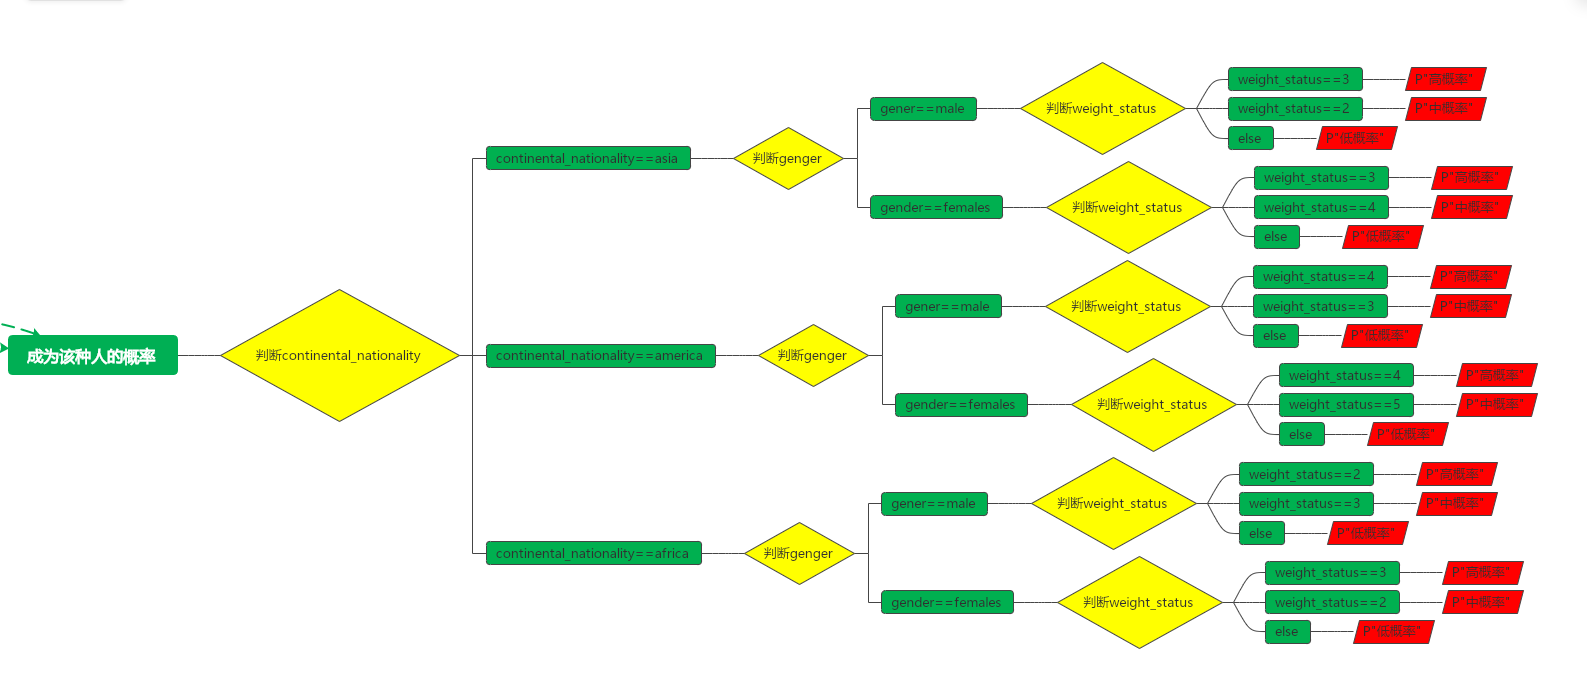 成为该种人的概率
判断continental_nationality
continental_nationality==asia
判断genger
gener==male
判断weight_status
weight_status==3
P"高概率"
weight_status==2
P"中概率"
else
P"低概率"
gender==females
判断weight_status
weight_status==3
P"高概率"
weight_status==4
P"中概率"
else
P"低概率"
continental_nationality==america
判断genger
gener==male
判断weight_status
weight_status==4
P"高概率"
weight_status==3
P"中概率"
else
P"低概率"
gender==females
判断weight_status
weight_status==4
P"高概率"
weight_status==5
P"中概率"
else
P"低概率"
continental_nationality==africa
判断genger
gener==male
判断weight_status
weight_status==2
P"高概率"
weight_status==3
P"中概率"
else
P"低概率"
gender==females
判断weight_status
weight_status==3
P"高概率"
weight_status==2
P"中概率"
else
P"低概率"